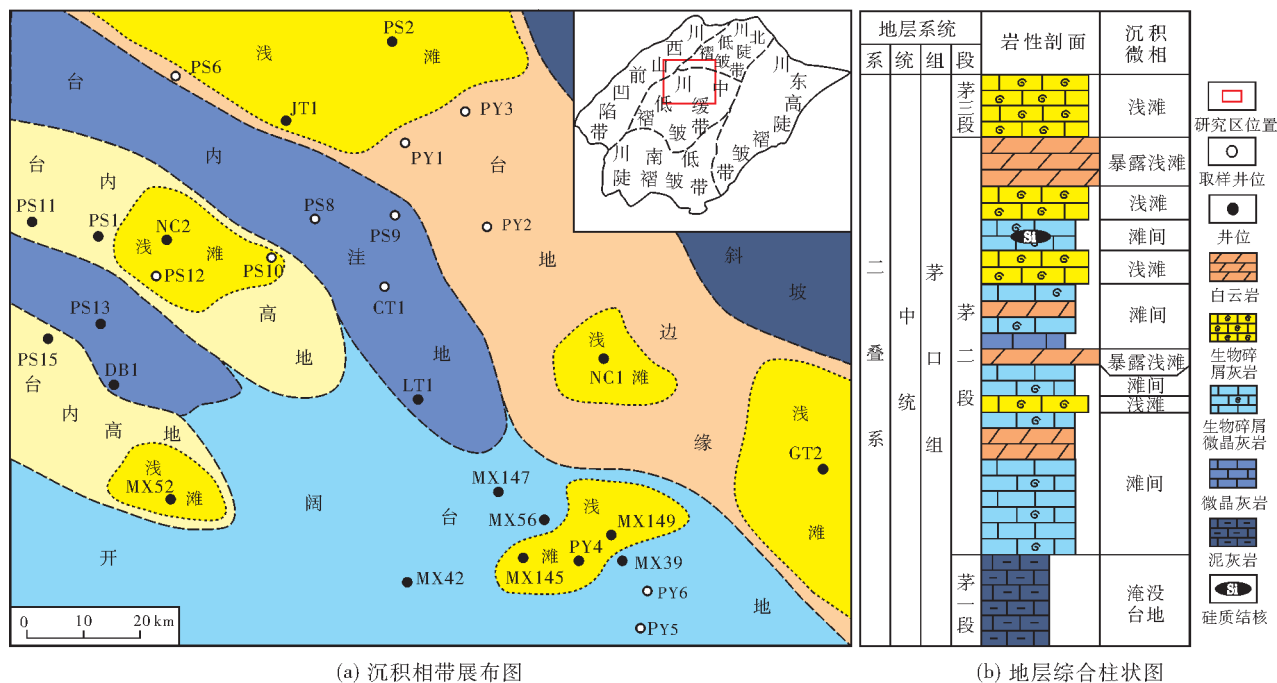 浅滩
PS2
PS6
JT1
PY3
PY1
台内洼地
台地边缘
斜坡
台内高地
PS11
PS1
NC2
浅滩
PS12
PS10
PS8
PS9
PY2
CT1
PS13
PS15
DB1
LT1
台内高地
浅滩
MX52
浅滩
NC1
浅滩
GT2
开阔台地
MX147
MX56
浅滩
MX149
PY4
MX145
MX39
MX42
PY6
PY5
0 10 20 km
川西前山凹陷带
川北低褶陡皱带
川中低褶缓皱带
川东高陡褶皱带
川南低陡褶皱带
(a) 沉积相带展布图
地层系统
岩性剖面
沉积微相
系 统 组 段
二叠系
中统
茅口组
茅三段
茅二段
茅一段
Si
浅滩
暴露浅滩
浅滩
滩间
浅滩
滩间
暴露浅滩
滩间
浅滩
滩间
淹没台地
(b) 地层综合柱状图
研究区位置
取样井位
井位
白云岩
生物碎屑灰岩
生物碎屑微晶灰岩
微晶灰岩
泥灰岩
Si
硅质结核